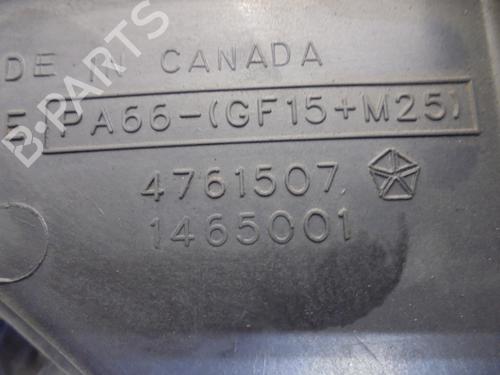 DE IN CANADA
PA66-(GF15+M25)
4761507
1465001
B-PARTS